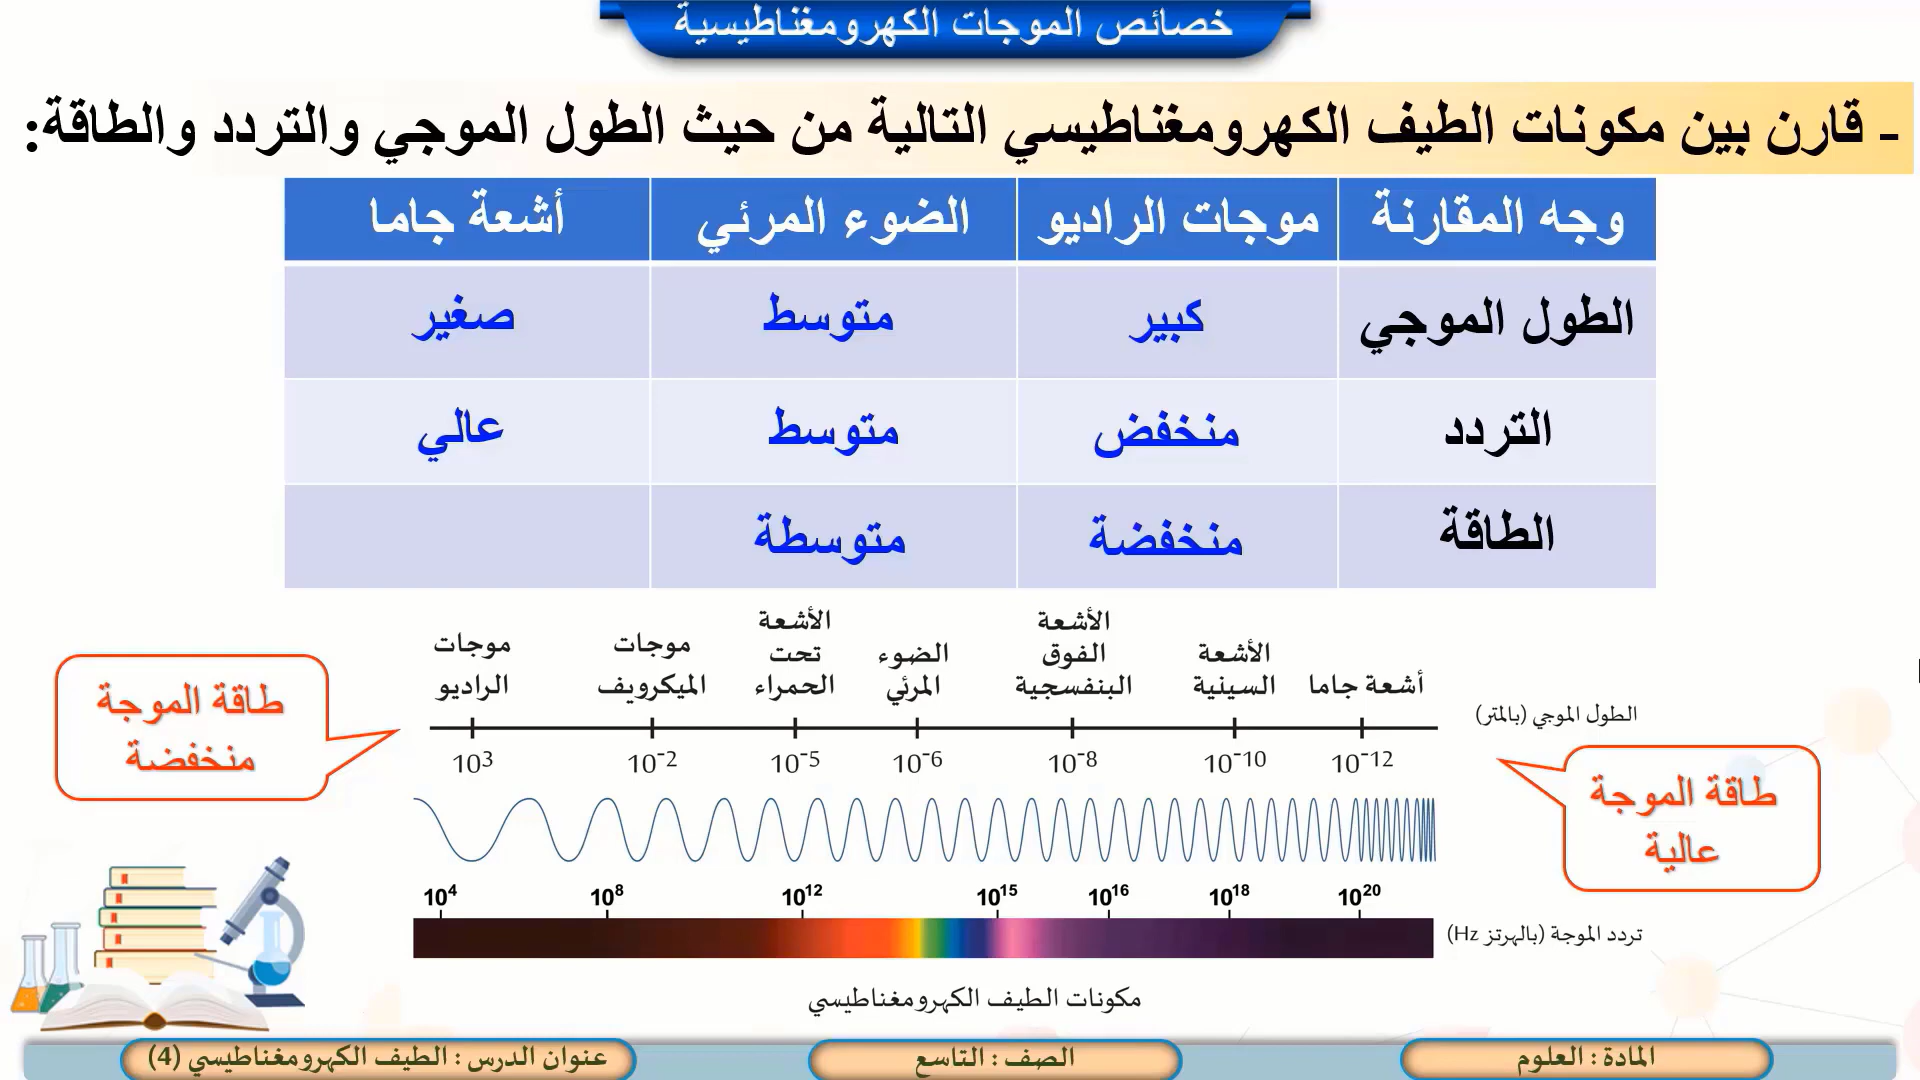 خصائص الموجات الكهرومغناطيسية
- قارن بين مكونات الطيف الكهرومغناطيسي التالية من حيث الطول الموجي والتردد والطاقة:
وجه المقارنة موجات الراديو الضوء المرئي أشعة جاما
الطول الموجي كبير متوسط صغير
التردد منخفض متوسط عالي
الطاقة منخفضة متوسطة
موجات
الراديو
موجات
الميكرويف
الأشعة
تحت
الحمراء
الضوء
المرئي
الأشعة
الفوق
البنفسجية
الأشعة
السينية
أشعة جاما
الطول الموجي (بالمتر)
10³ 10⁻² 10⁻⁵ 10⁻⁶ 10⁻⁸ 10⁻¹⁰ 10⁻¹²
طاقة الموجة
منخفضة
طاقة الموجة
عالية
10⁴ 10⁸ 10¹² 10¹⁵ 10¹⁶ 10¹⁸ 10²⁰
تردد الموجة (بالهرتز Hz)
مكونات الطيف الكهرومغناطيسي
المادة : العلوم
الصف : التاسع
عنوان الدرس : الطيف الكهرومغناطيسي (4)